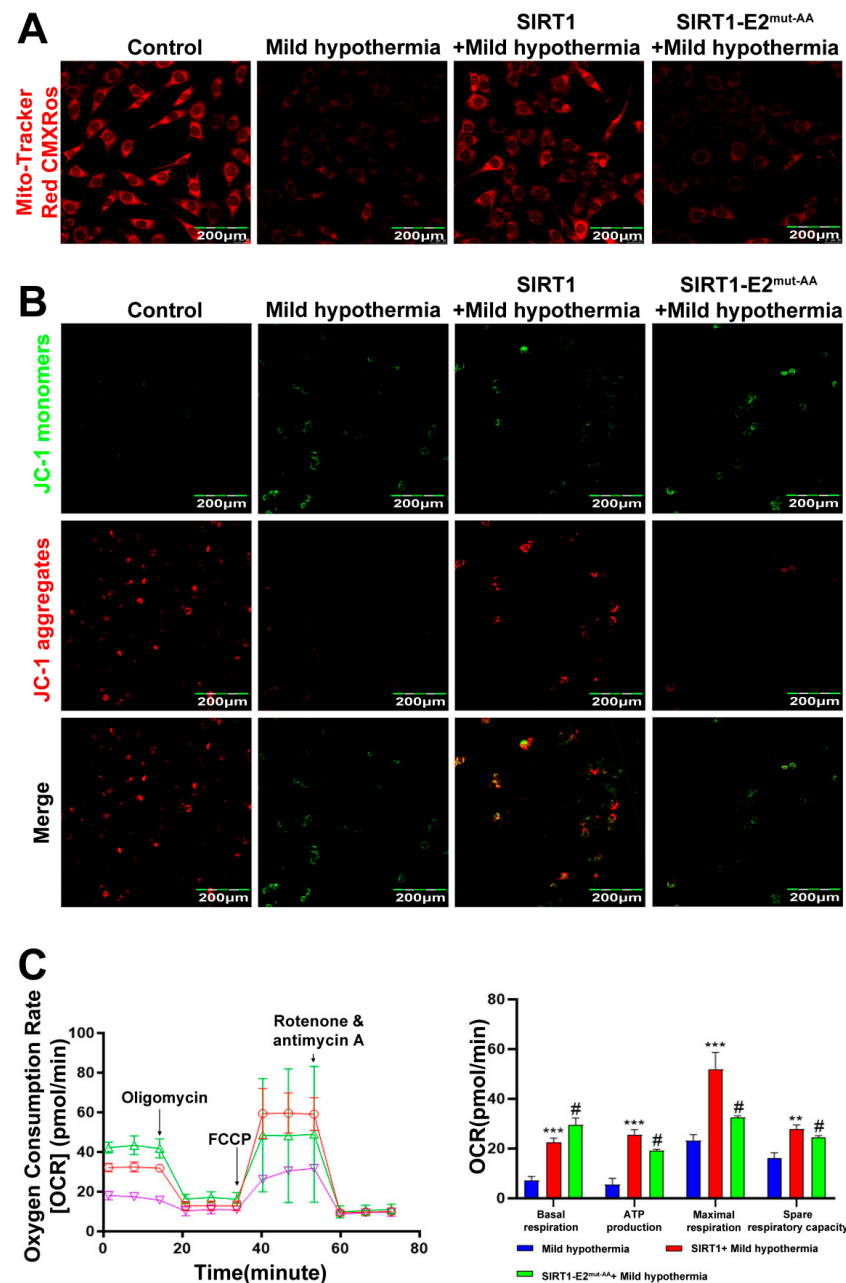 A
Control
Mild hypothermia
SIRT1
+Mild hypothermia
SIRT1-E2mut-AA
+Mild hypothermia
Mito-Tracker
Red CMXRos
200μm
200μm
200μm
200μm
B
Control
Mild hypothermia
SIRT1
+Mild hypothermia
SIRT1-E2mut-AA
+Mild hypothermia
JC-1 monomers
200μm
200μm
200μm
200μm
JC-1 aggregates
200μm
200μm
200μm
200μm
Merge
200μm
200μm
200μm
200μm
C
Oxygen Consumption Rate
[OCR] (pmol/min)
100
80
60
40
20
0
Oligomycin
FCCP
Rotenone &
antimycin A
0
20
40
60
80
Time(minute)
OCR(pmol/min)
80
60
40
20
0
***
#
***
#
***
#
**
#
Basal
respiration
ATP
production
Maximal
respiration
Spare
respiratory capacity
Mild hypothermia
SIRT1+ Mild hypothermia
SIRT1-E2mut-AA+ Mild hypothermia